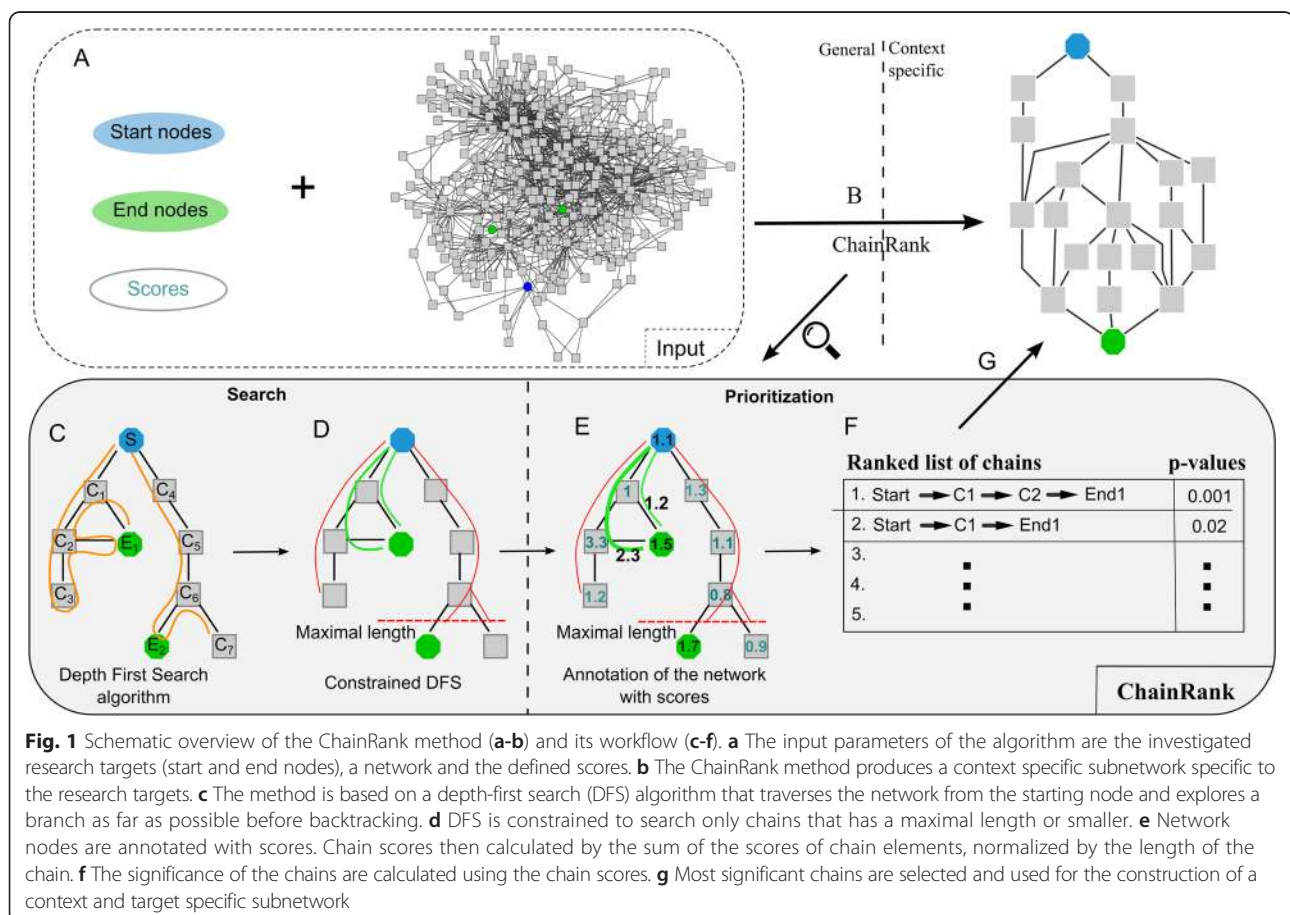 A
Start nodes
End nodes
Scores
+
Input
General
Context
specific
B
ChainRank
G
Search
Prioritization
C
S
C1
C4
C2
E1
C5
C3
C6
E2
C7
Depth First Search
algorithm
D
Maximal length
Constrained DFS
E
1.1
1
1.3
1.2
3.3
1.5
1.1
2.3
1.2
0.8
Maximal length
1.7
0.9
Annotation of the network
with scores
F
Ranked list of chains p-values
1. Start C1 C2 End1 0.001
2. Start C1 End1 0.02
3.
4.
5.
ChainRank
Fig. 1 Schematic overview of the ChainRank method (a-b) and its workflow (c-f). a The input parameters of the algorithm are the investigated
research targets (start and end nodes), a network and the defined scores. b The ChainRank method produces a context specific subnetwork specific to
the research targets. c The method is based on a depth-first search (DFS) algorithm that traverses the network from the starting node and explores a
branch as far as possible before backtracking. d DFS is constrained to search only chains that has a maximal length or smaller. e Network
nodes are annotated with scores. Chain scores then calculated by the sum of the scores of chain elements, normalized by the length of the
chain. f The significance of the chains are calculated using the chain scores. g Most significant chains are selected and used for the construction of a
context and target specific subnetwork